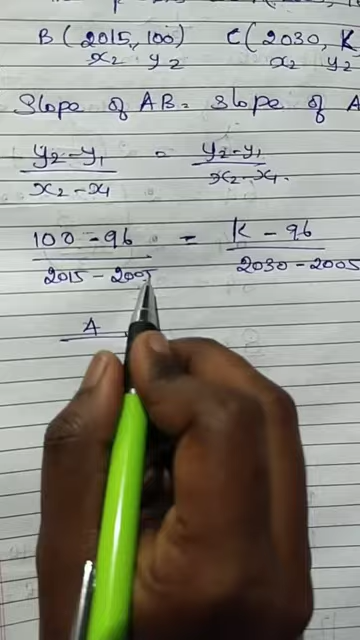 B ( 2015, 100 ) C ( 2030, K
x₂ y₂ x₂ y₂
Slope of AB = Slope of A
y₂-y₁ / x₂-x₁ = y₂-y₁ / x₂-x₁.
100-96 / 2015-2005 = K-96 / 2030-2005
4